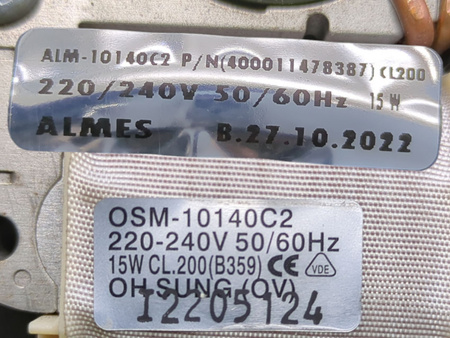 ALM-10140C2 P/N(400011478387) CL200
220/240V 50/60Hz 15W
ALMES B.27.10.2022
OSM-10140C2
220-240V 50/60Hz
15W CL.200(B359) CE VDE
OH SUNG (QV)
I2205124